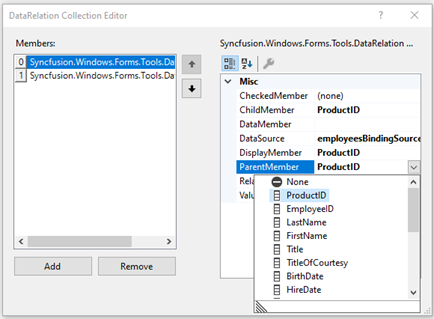 DataRelation Collection Editor
?
Members:
0 Syncfusion.Windows.Forms.Tools.Da
1 Syncfusion.Windows.Forms.Tools.Da
Add
Remove
Syncfusion.Windows.Forms.Tools.DataRelation ...
Misc
CheckedMember (none)
ChildMember ProductID
DataMember
DataSource employeesBindingSource
DisplayMember ProductID
ParentMember ProductID
Rela
Valu
None
ProductID
EmployeeID
LastName
FirstName
Title
TitleOfCourtesy
BirthDate
HireDate